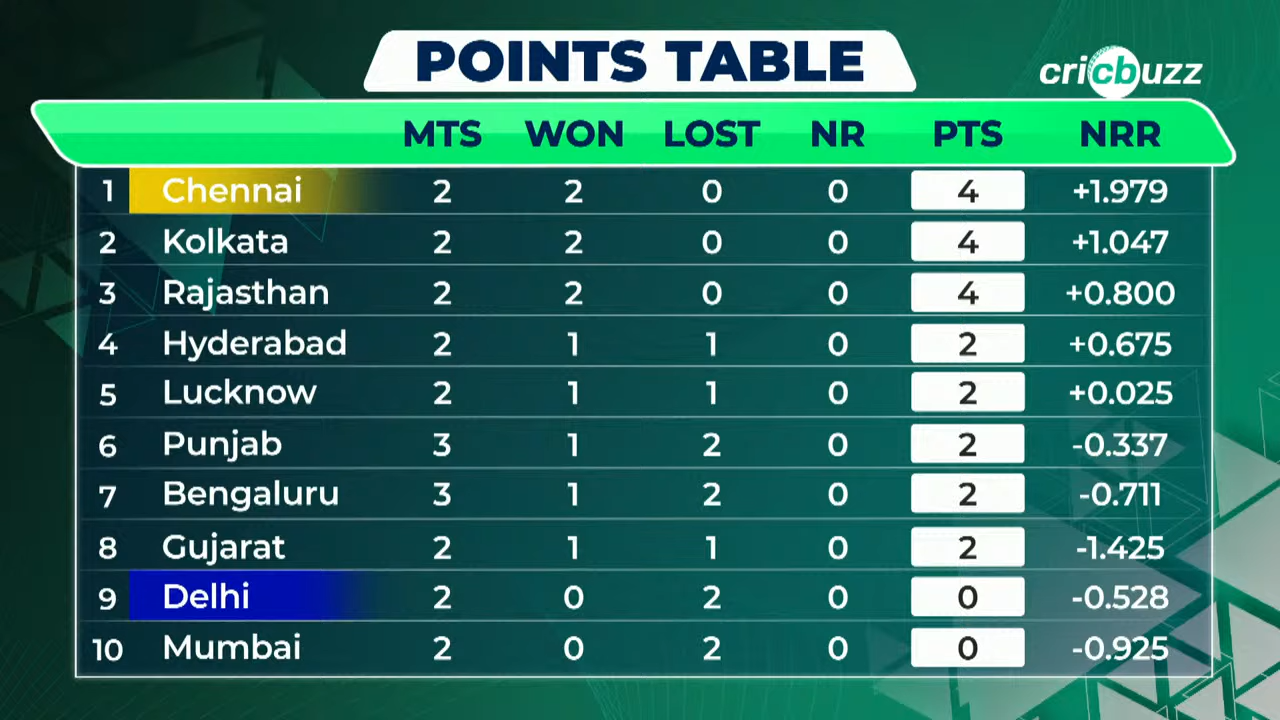 POINTS TABLE
cricbuzz
MTS WON LOST NR PTS NRR
1 Chennai 2 2 0 0 4 +1.979
2 Kolkata 2 2 0 0 4 +1.047
3 Rajasthan 2 2 0 0 4 +0.800
4 Hyderabad 2 1 1 0 2 +0.675
5 Lucknow 2 1 1 0 2 +0.025
6 Punjab 3 1 2 0 2 -0.337
7 Bengaluru 3 1 2 0 2 -0.711
8 Gujarat 2 1 1 0 2 -1.425
9 Delhi 2 0 2 0 0 -0.528
10 Mumbai 2 0 2 0 0 -0.925